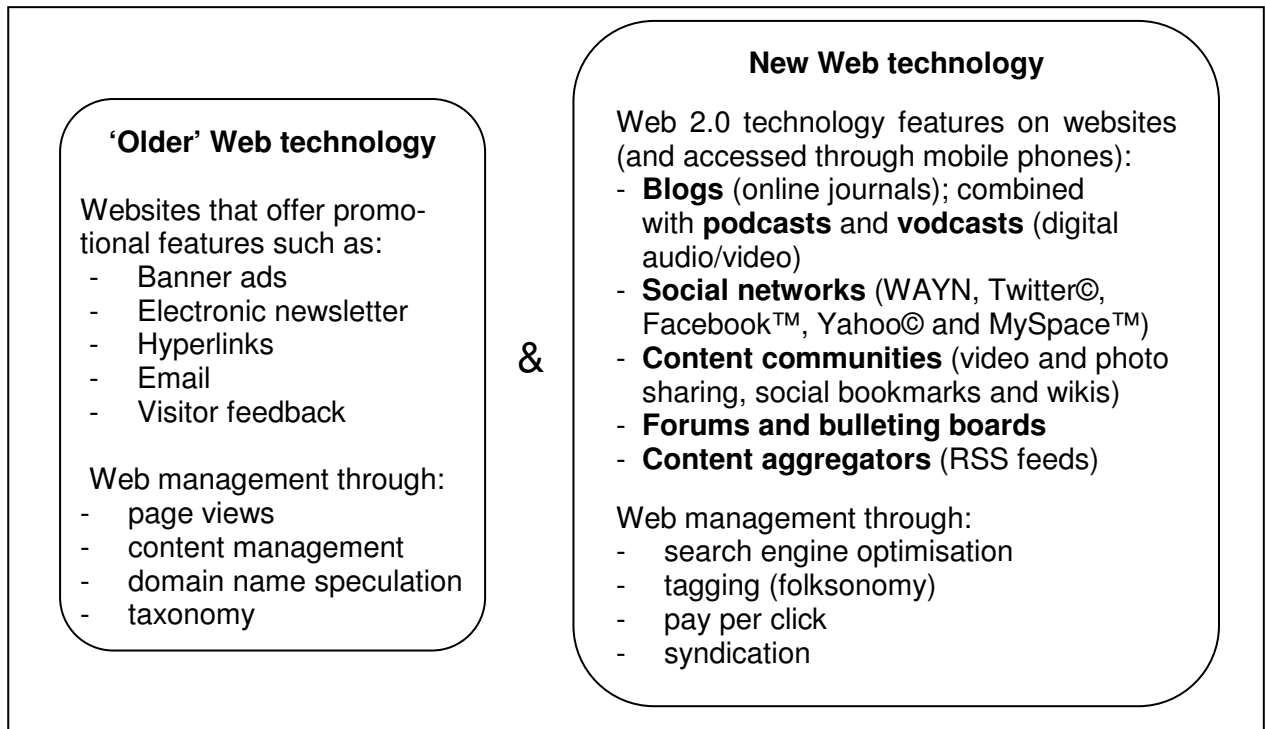 ‘Older’ Web technology
Websites that offer promo-
tional features such as:
- Banner ads
- Electronic newsletter
- Hyperlinks
- Email
- Visitor feedback
Web management through:
- page views
- content management
- domain name speculation
- taxonomy
&
New Web technology
Web 2.0 technology features on websites
(and accessed through mobile phones):
- Blogs (online journals); combined
with podcasts and vodcasts (digital
audio/video)
- Social networks (WAYN, Twitter©,
Facebook™, Yahoo© and MySpace™)
- Content communities (video and photo
sharing, social bookmarks and wikis)
- Forums and bulleting boards
- Content aggregators (RSS feeds)
Web management through:
- search engine optimisation
- tagging (folksonomy)
- pay per click
- syndication